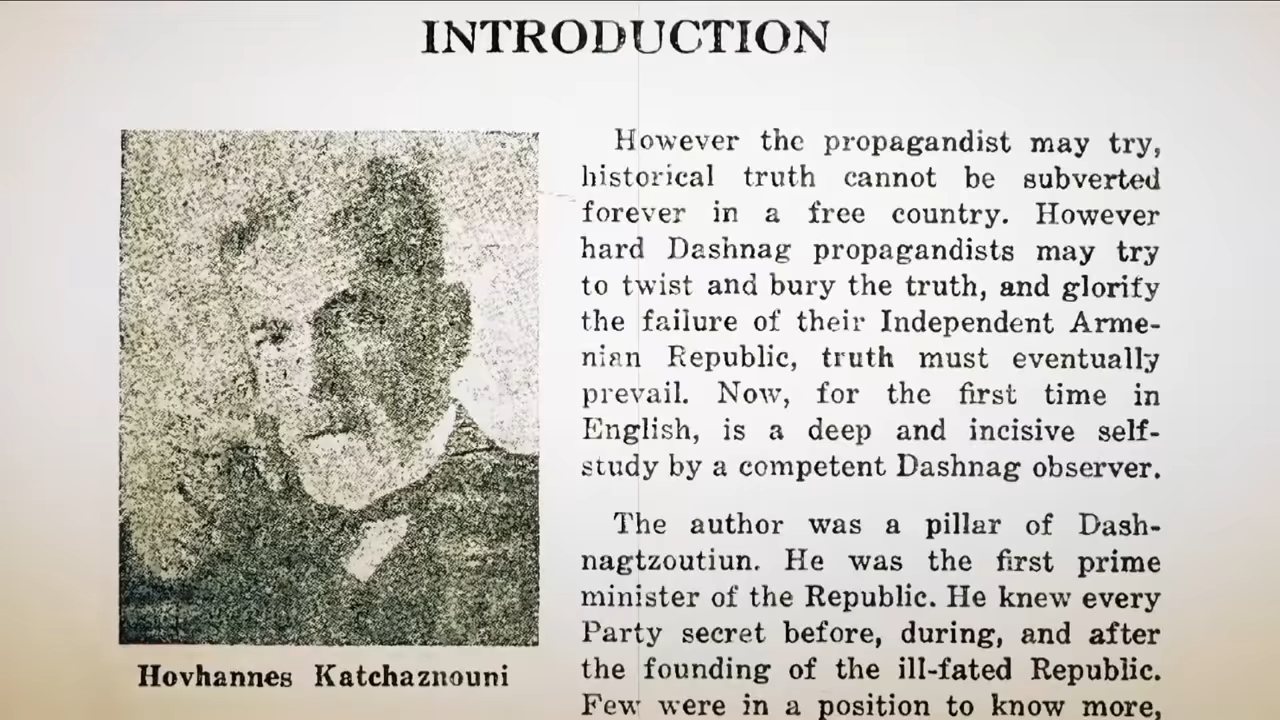 INTRODUCTION
However the propagandist may try,
historical truth cannot be subverted
forever in a free country. However
hard Dashnag propagandists may try
to twist and bury the truth, and glorify
the failure of their Independent Arme-
nian Republic, truth must eventually
prevail. Now, for the first time in
English, is a deep and incisive self-
study by a competent Dashnag observer.
The author was a pillar of Dash-
nagtzoutiun. He was the first prime
minister of the Republic. He knew every
Party secret before, during, and after
the founding of the ill-fated Republic.
Few were in a position to know more,
Hovhannes Katchaznouni